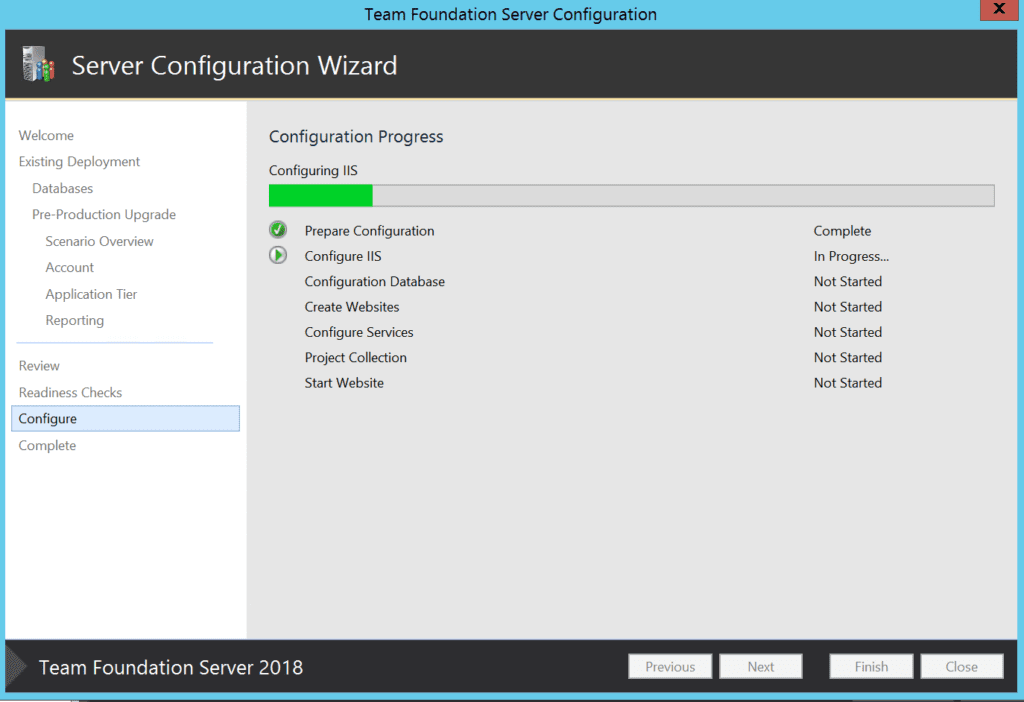 Team Foundation Server Configuration
x
Server Configuration Wizard
Welcome
Existing Deployment
Databases
Pre-Production Upgrade
Scenario Overview
Account
Application Tier
Reporting
Review
Readiness Checks
Configure
Complete
Configuration Progress
Configuring IIS
Prepare Configuration Complete
Configure IIS In Progress...
Configuration Database Not Started
Create Websites Not Started
Configure Services Not Started
Project Collection Not Started
Start Website Not Started
Team Foundation Server 2018
Previous Next Finish Close